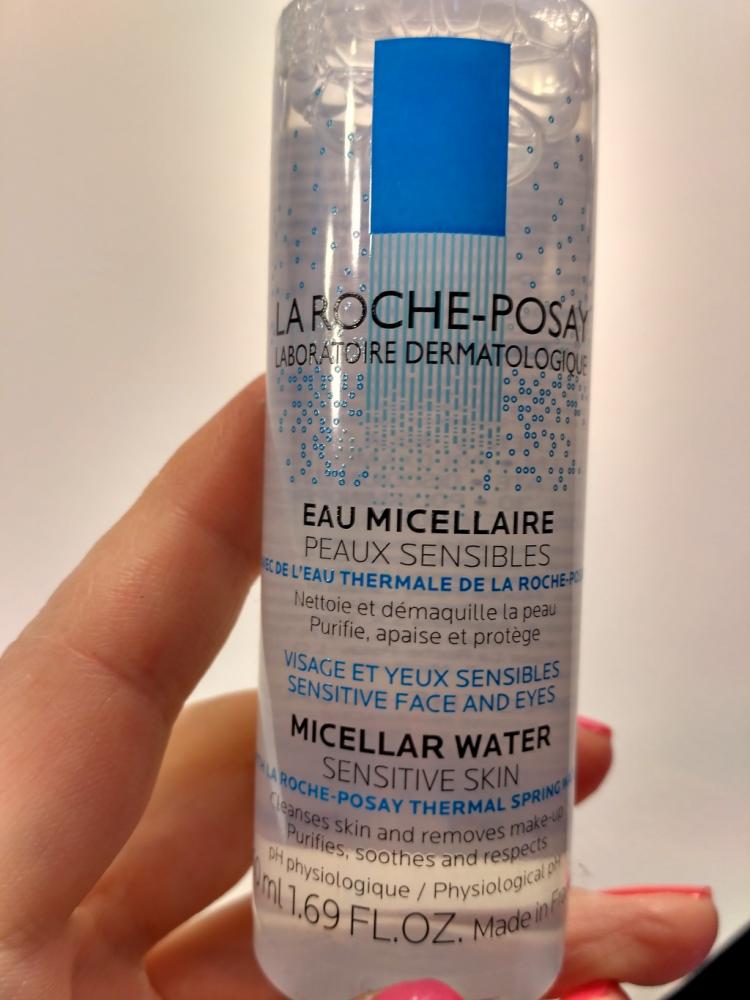 LA ROCHE-POSAY
LABORATOIRE DERMATOLOGIQUE
EAU MICELLAIRE
PEAUX SENSIBLES
DE L'EAU THERMALE DE LA ROCHE-
Nettoie et démaquille la peau
Purifie, apaise et protège
VISAGE ET YEUX SENSIBLES
SENSITIVE FACE AND EYES
MICELLAR WATER
SENSITIVE SKIN
LA ROCHE-POSAY THERMAL SPRING
Cleanses skin and removes make-up
Purifies, soothes and respects
pH physiologique / Physiological pH
ml 1.69 FL.OZ. Made in